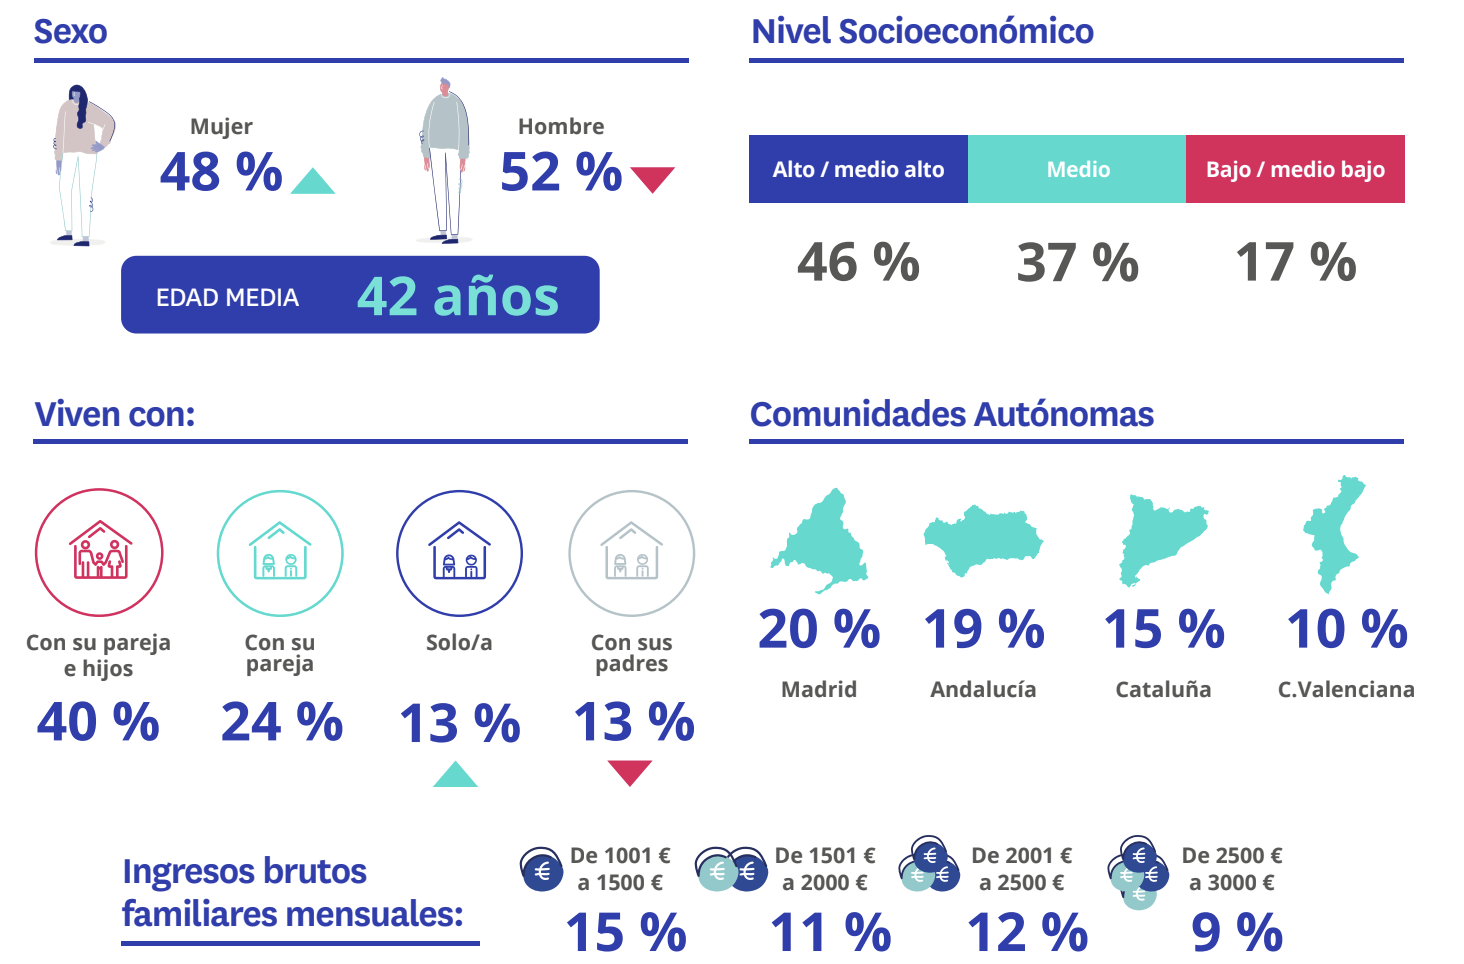 Sexo
Mujer
48 %
Hombre
52 %
EDAD MEDIA 42 años
Nivel Socioeconómico
Alto / medio alto
Medio
Bajo / medio bajo
46 %
37 %
17 %
Viven con:
Con su pareja
e hijos
40 %
Con su
pareja
24 %
Solo/a
13 %
Con sus
padres
13 %
Comunidades Autónomas
20 %
Madrid
19 %
Andalucía
15 %
Cataluña
10 %
C.Valenciana
Ingresos brutos
familiares mensuales:
€
De 1001 €
a 1500 €
15 %
€ €
De 1501 €
a 2000 €
11 %
€
€ €
De 2001 €
a 2500 €
12 %
€
€ €
€
De 2500 €
a 3000 €
9 %